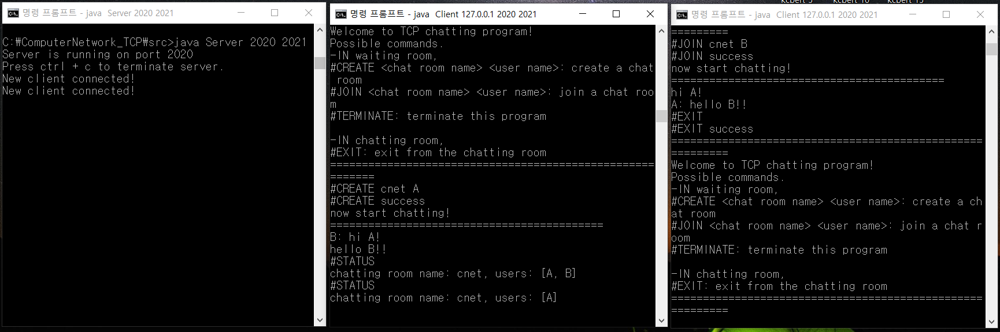 명령 프롬프트 - java Server 2020 2021
C:\ComputerNetwork_TCP\src>java Server 2020 2021
Server is running on port 2020
Press ctrl + c to terminate server.
New client connected!
New client connected!
명령 프롬프트 - java Client 127.0.0.1 2020 2021
Welcome to TCP chatting program!
Possible commands.
-IN waiting room,
#CREATE <chat room name> <user name>: create a chat
room
#JOIN <chat room name> <user name>: join a chat roo
m
#TERMINATE: terminate this program
-IN chatting room,
#EXIT: exit from the chatting room
===================================================
=======
#CREATE cnet A
#CREATE success
now start chatting!
===========================================
B: hi A!
hello B!!
#STATUS
chatting room name: cnet, users: [A, B]
#STATUS
chatting room name: cnet, users: [A]
명령 프롬프트 - java Client 127.0.0.1 2020 2021
=========
#JOIN cnet B
#JOIN success
now start chatting!
===========================================
hi A!
A: hello B!!
#EXIT
#EXIT success
=================================================
=========
Welcome to TCP chatting program!
Possible commands.
-IN waiting room,
#CREATE <chat room name> <user name>: create a ch
at room
#JOIN <chat room name> <user name>: join a chat r
oom
#TERMINATE: terminate this program
-IN chatting room,
#EXIT: exit from the chatting room
=================================================
=========